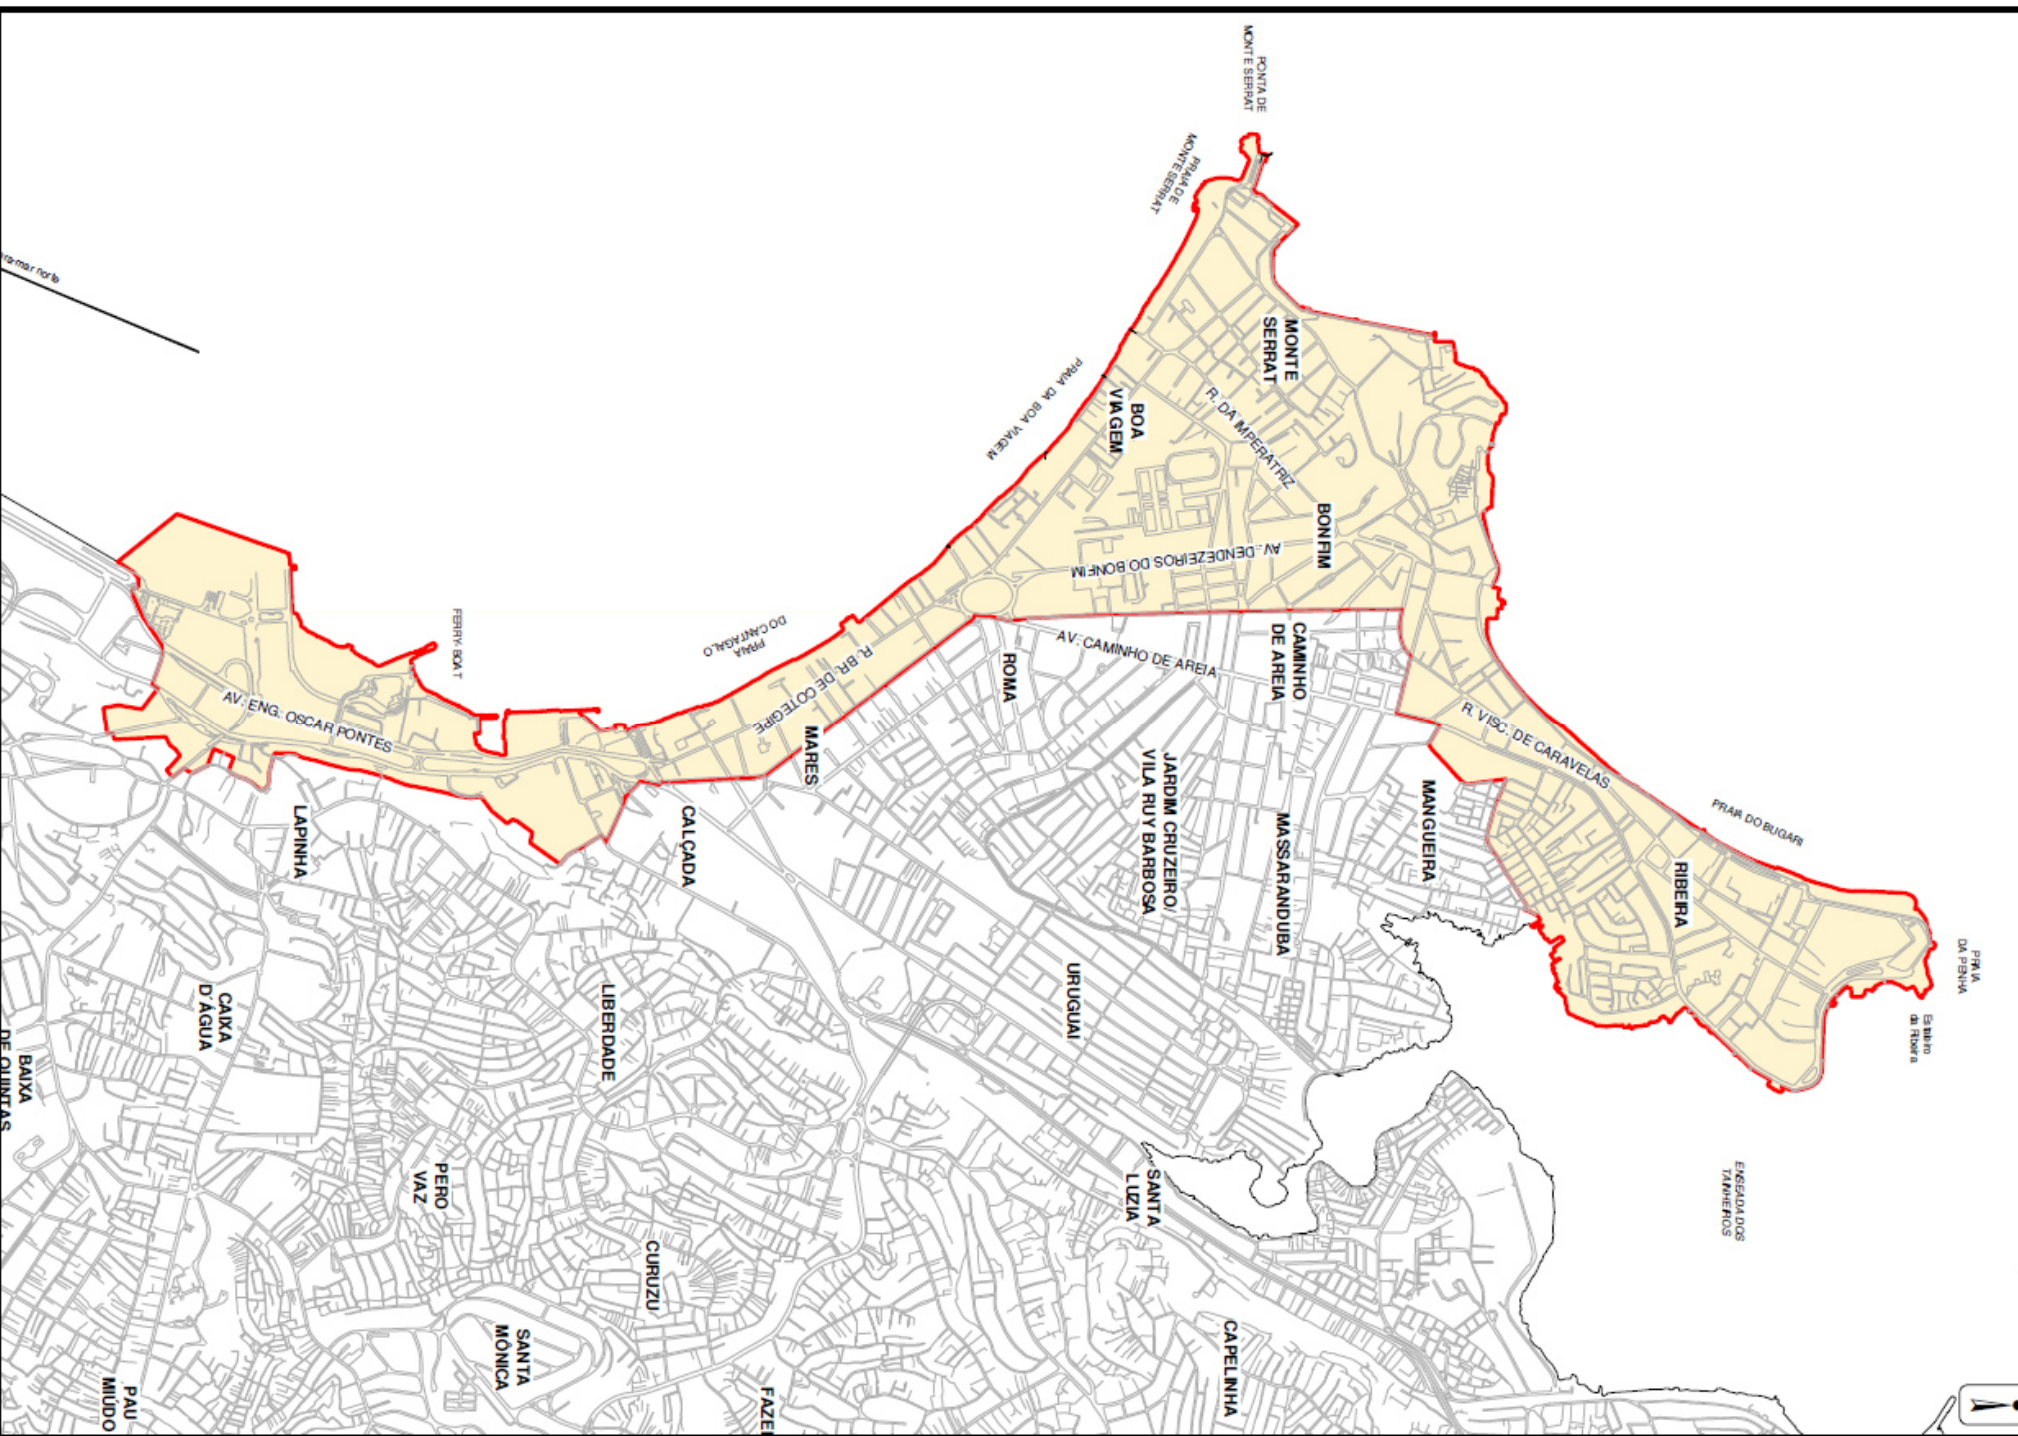 PONTA DE
MONTE SERRAT
PRAIA DE
MONTE SERRAT
MONTE
SERRAT
R. DA IMPERATRIZ
BOA
VIAGEM
PRAIA DA BOA VIAGEM
BONFIM
AV. DENDEZEIROS DO BONFIM
FERRY-BOAT
PRAIA
DO CANTAGALO
R. BR. DE COTEGIPE
ROMA
AV. CAMINHO DE AREIA
CAMINHO
DE AREIA
R. VISC. DE CARAVELAS
AV. ENG. OSCAR PONTES
MARES
JARDIM CRUZEIRO/
VILA RUY BARBOSA
MASSARANDUBA
MANGUEIRA
PRAIA DO BUGARI
RIBEIRA
LAPINHA
CALÇADA
PRAIA
DA PENHA
Estaleiro
da Ribeira
CAIXA
D'ÁGUA
LIBERDADE
URUGUAI
BAIXA
DE QUINTAS
PERO
VAZ
SANTA
LUZIA
ENSEADA DOS
TAINHEIROS
CURUZU
SANTA
MÔNICA
CAPELINHA
PAU
MIÚDO